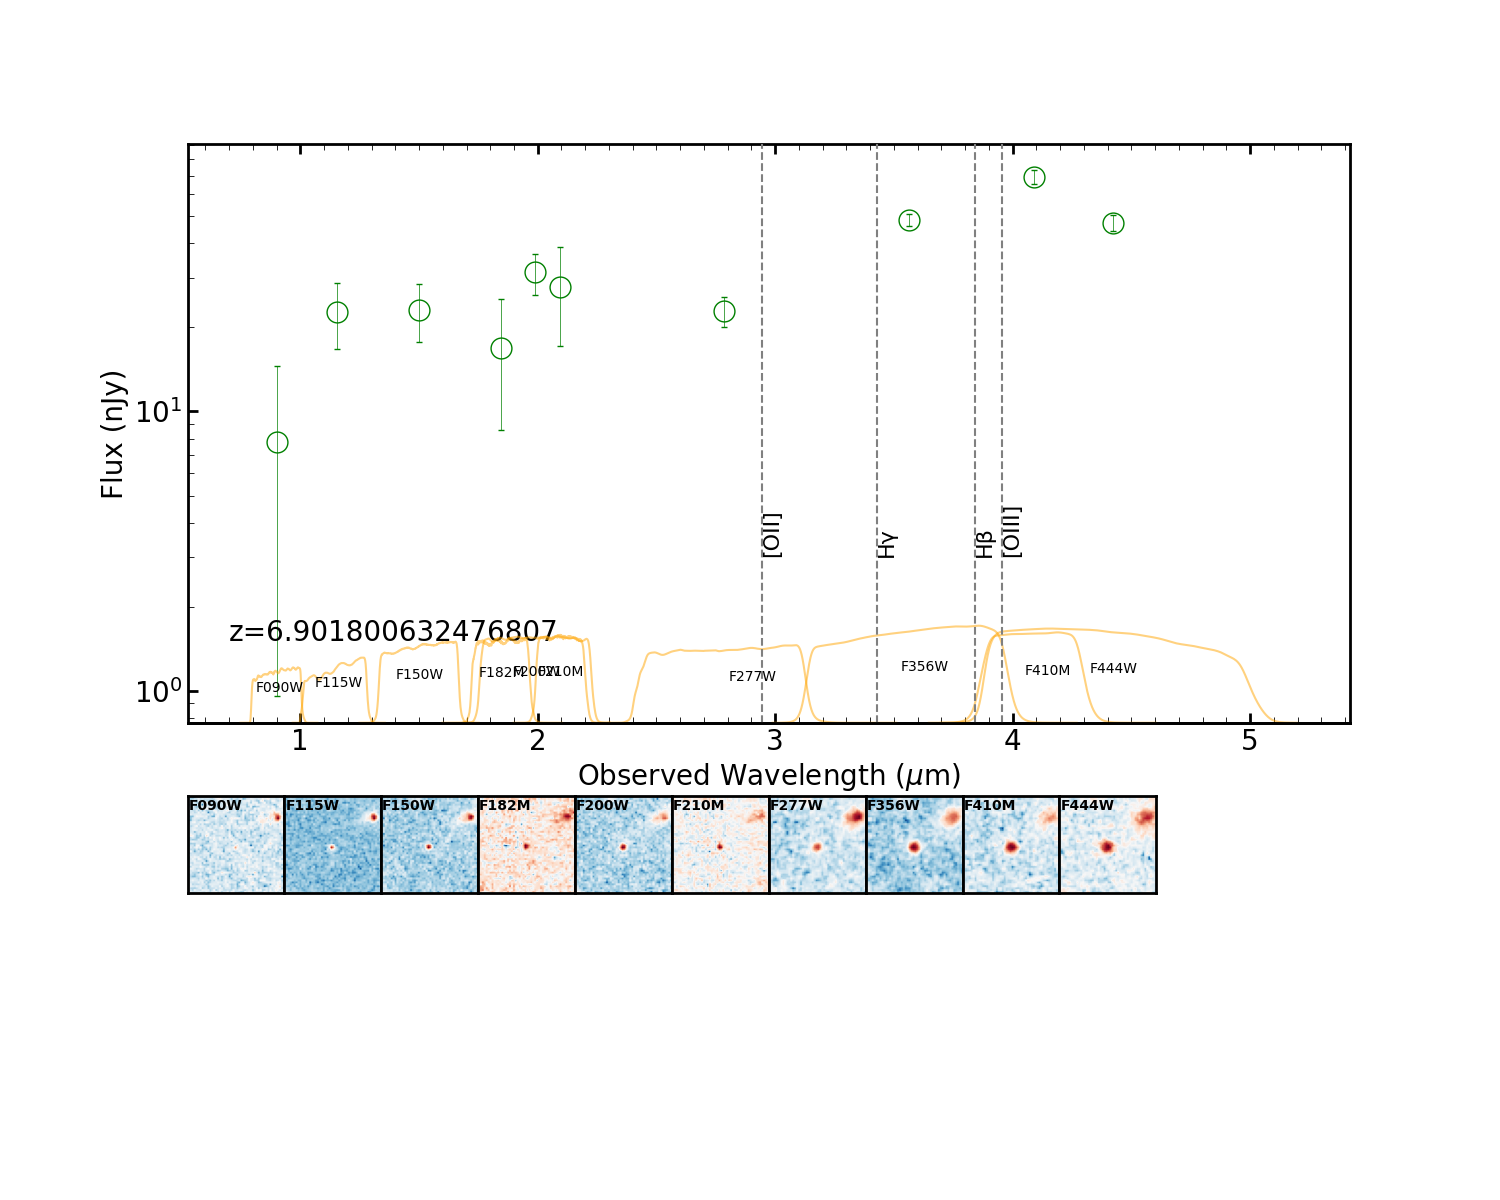 Flux (nJy)
10¹
10⁰
[OII]
Hγ
Hβ
[OIII]
z=6.901800632476807
F090W
F115W
F150W
F182M
F200W
F210M
F277W
F356W
F410M
F444W
1 2 3 4 5
Observed Wavelength (μm)
F090W F115W F150W F182M F200W F210M F277W F356W F410M F444W